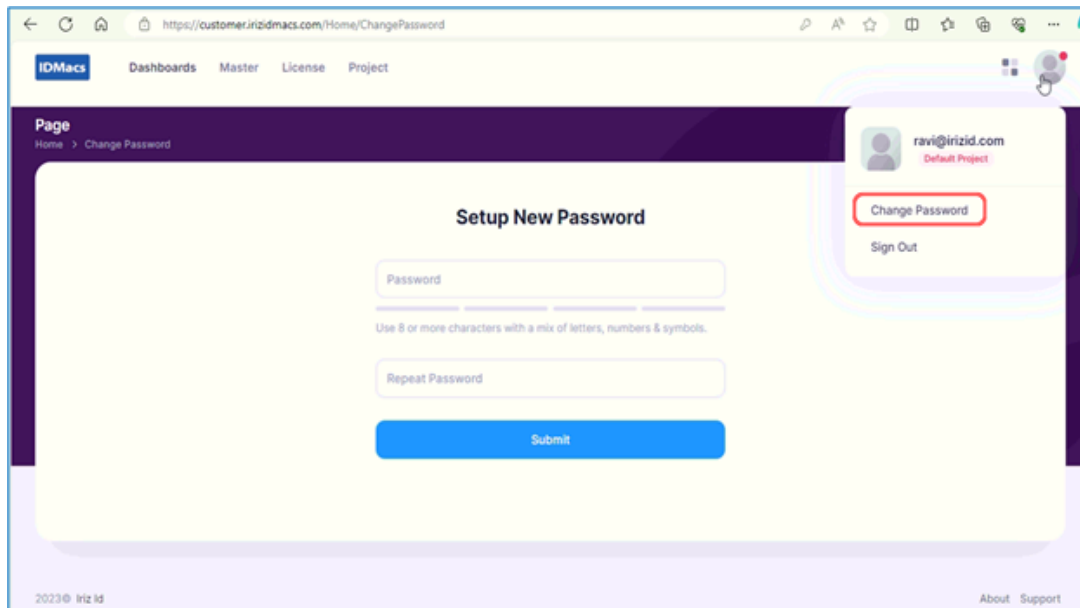 https://customer.irizidmacs.com/Home/ChangePassword
IDMacs Dashboards Master License Project
Page
Home > Change Password
ravi@irizid.com
Default Project
Change Password
Sign Out
Setup New Password
Password
Use 8 or more characters with a mix of letters, numbers & symbols.
Repeat Password
Submit
2023© Iriz Id About Support